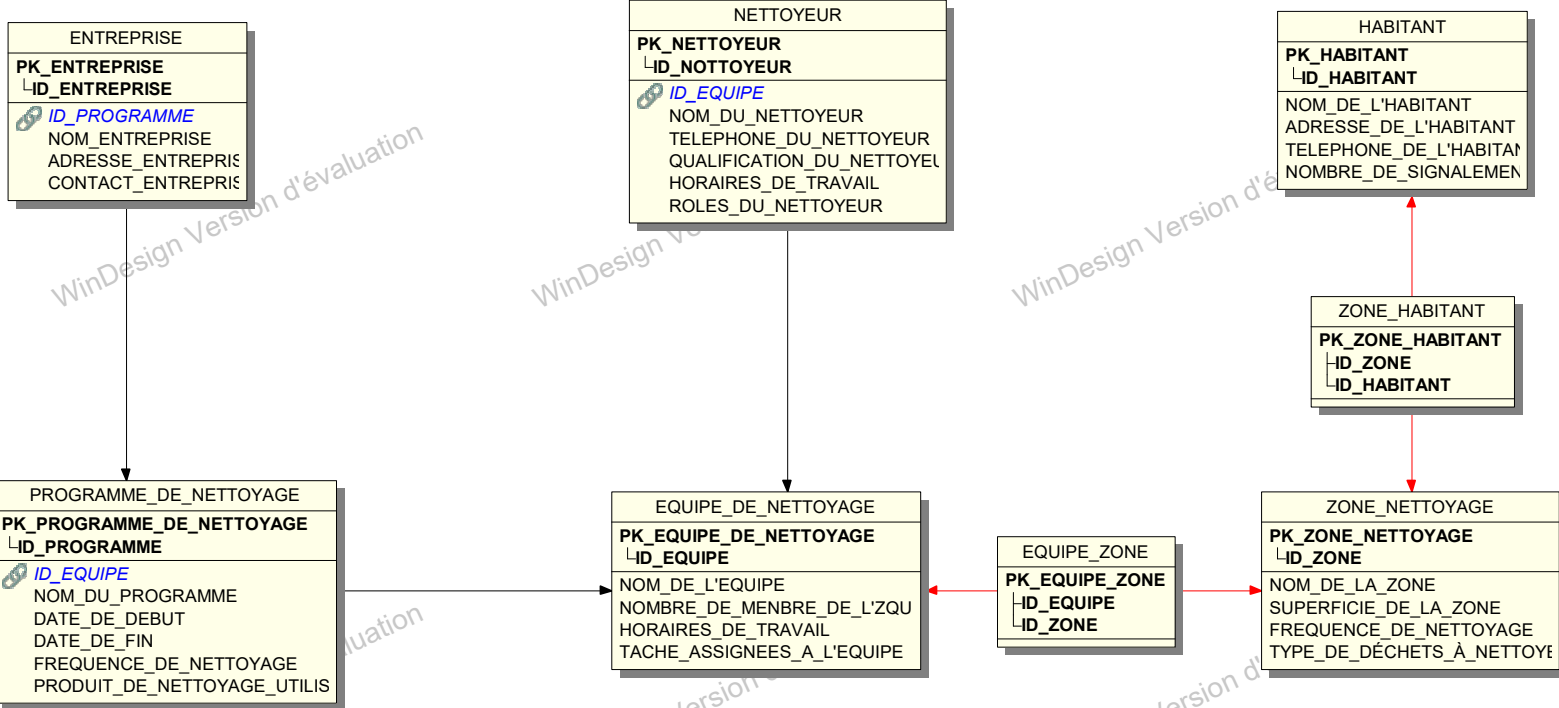 ENTREPRISE
PK_ENTREPRISE
ID_ENTREPRISE
ID_PROGRAMME
NOM_ENTREPRISE
ADRESSE_ENTREPRIS
CONTACT_ENTREPRIS
NETTOYEUR
PK_NETTOYEUR
ID_NOTTOYEUR
ID_EQUIPE
NOM_DU_NETTOYEUR
TELEPHONE_DU_NETTOYEUR
QUALIFICATION_DU_NETTOYEU
HORAIRES_DE_TRAVAIL
ROLES_DU_NETTOYEUR
HABITANT
PK_HABITANT
ID_HABITANT
NOM_DE_L'HABITANT
ADRESSE_DE_L'HABITANT
TELEPHONE_DE_L'HABITAN
NOMBRE_DE_SIGNALEMEN
WinDesign Version d'évaluation
WinDesign Ve
WinDesign Version d'é
ZONE_HABITANT
PK_ZONE_HABITANT
ID_ZONE
ID_HABITANT
PROGRAMME_DE_NETTOYAGE
PK_PROGRAMME_DE_NETTOYAGE
ID_PROGRAMME
ID_EQUIPE
NOM_DU_PROGRAMME
DATE_DE_DEBUT
DATE_DE_FIN
FREQUENCE_DE_NETTOYAGE
PRODUIT_DE_NETTOYAGE_UTILIS
EQUIPE_DE_NETTOYAGE
PK_EQUIPE_DE_NETTOYAGE
ID_EQUIPE
NOM_DE_L'EQUIPE
NOMBRE_DE_MENBRE_DE_L'ZQU
HORAIRES_DE_TRAVAIL
TACHE_ASSIGNEES_A_L'EQUIPE
EQUIPE_ZONE
PK_EQUIPE_ZONE
ID_EQUIPE
ID_ZONE
ZONE_NETTOYAGE
PK_ZONE_NETTOYAGE
ID_ZONE
NOM_DE_LA_ZONE
SUPERFICIE_DE_LA_ZONE
FREQUENCE_DE_NETTOYAGE
TYPE_DE_DÉCHETS_À_NETTOYE
luation
ersion d'
ersion d'